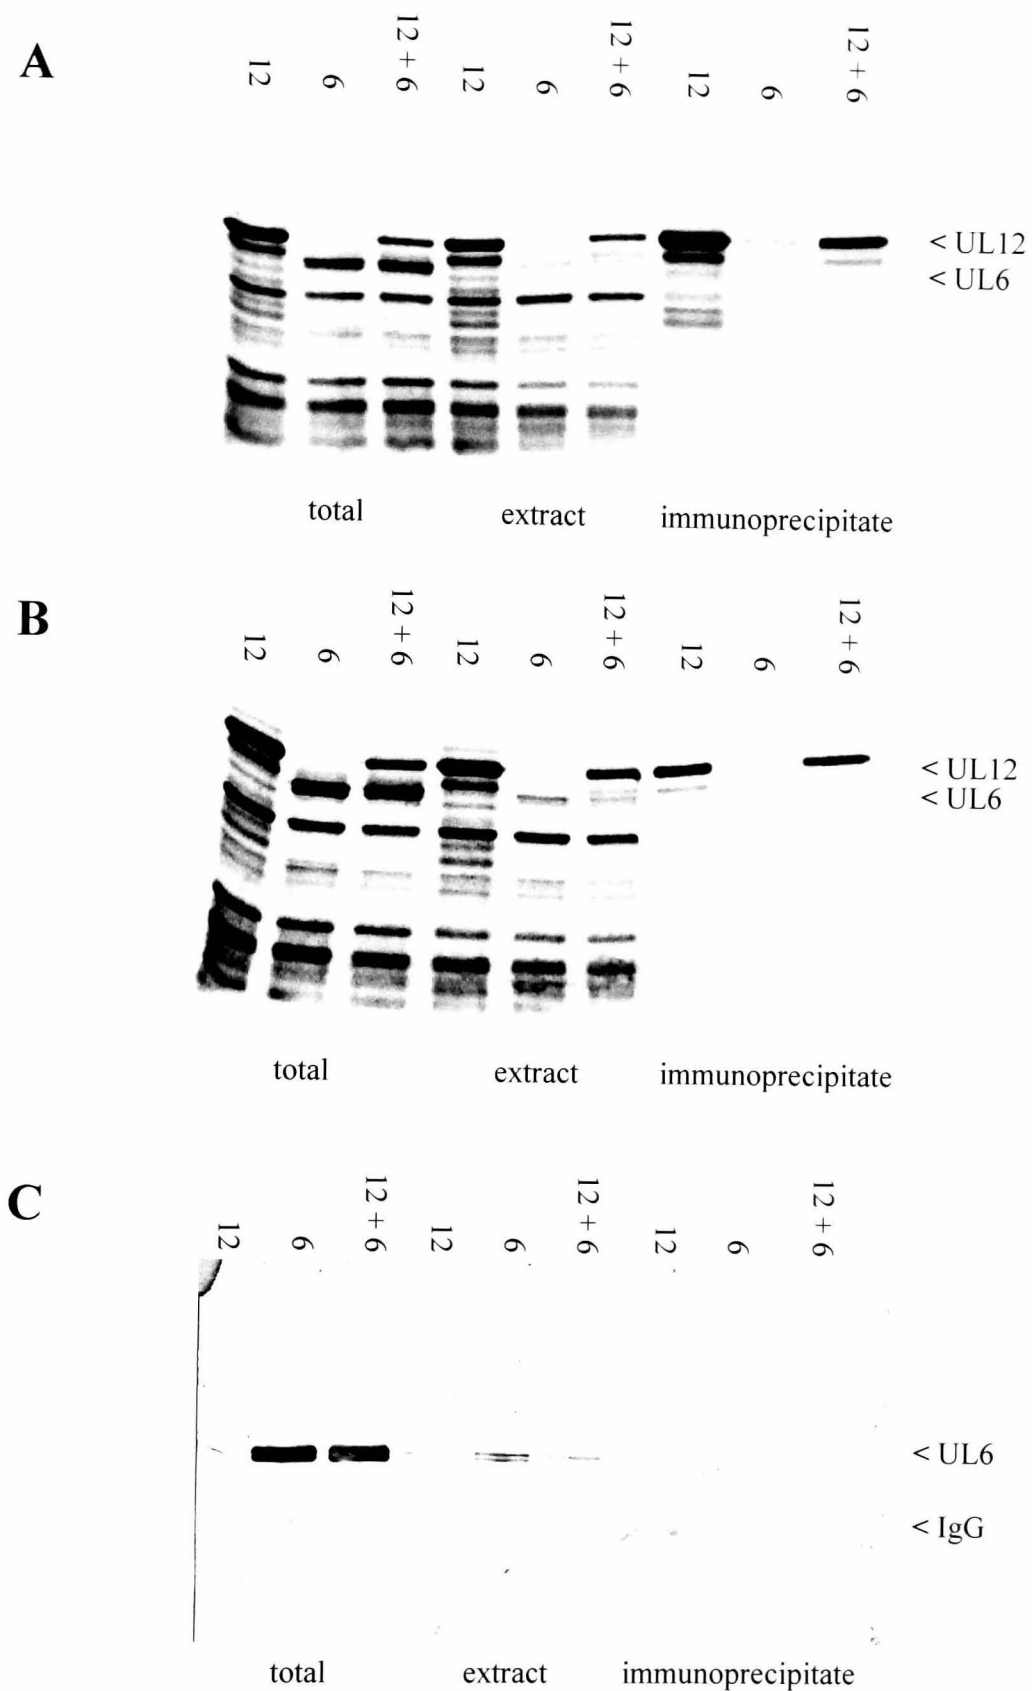 A
12 6 12 + 6 12 6 12 + 6 12 6 12 + 6
< UL12
< UL6
total extract immunoprecipitate
B
12 6 12 + 6 12 6 12 + 6 12 6 12 + 6
< UL12
< UL6
total extract immunoprecipitate
C
12 6 12 + 6 12 6 12 + 6 12 6 12 + 6
< UL6
< IgG
total extract immunoprecipitate